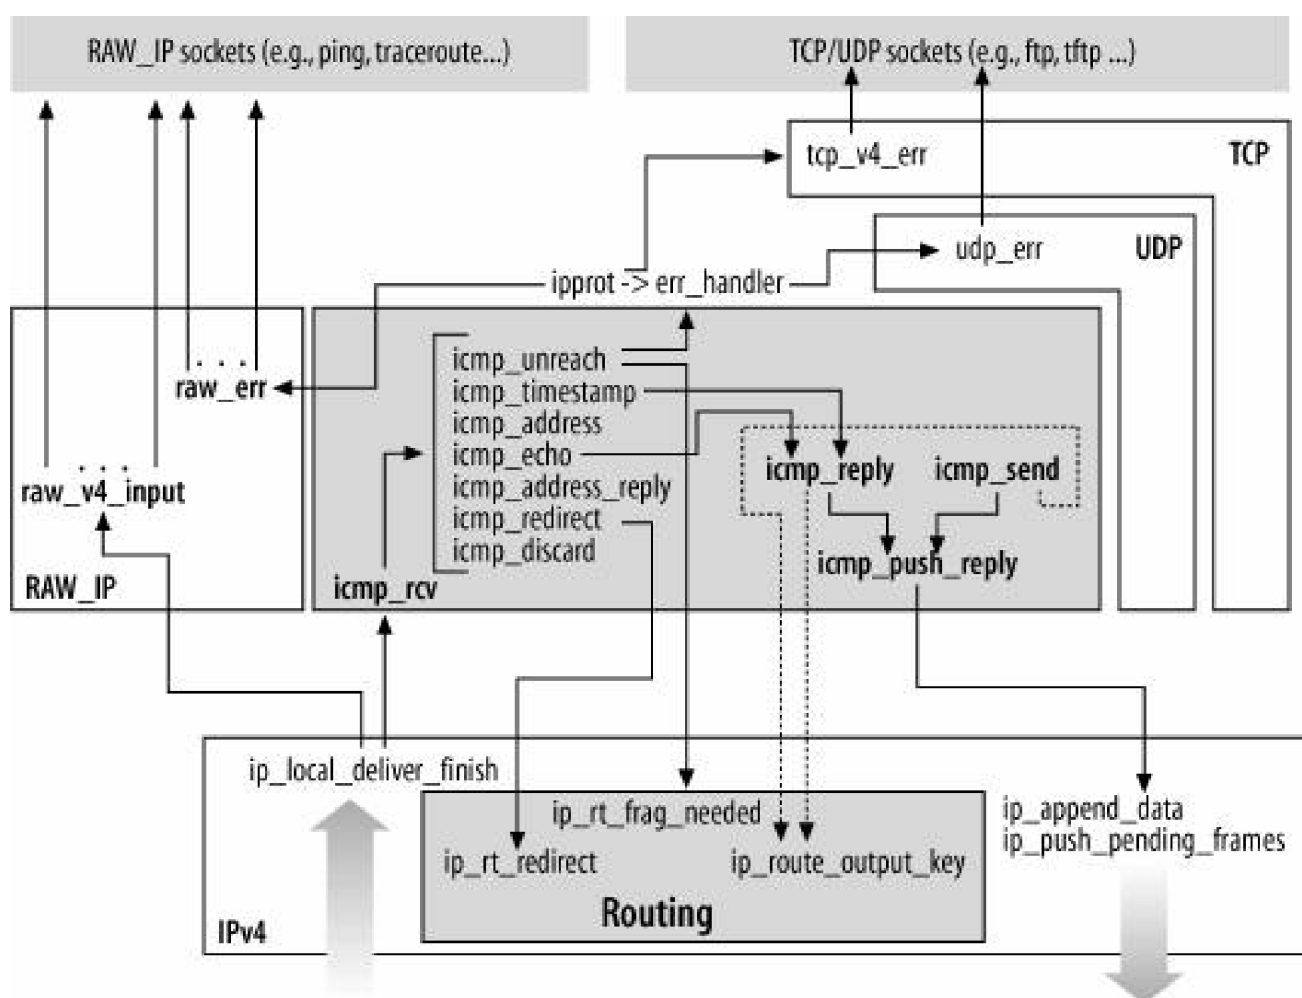 RAW_IP sockets (e.g., ping, traceroute...)
TCP/UDP sockets (e.g., ftp, tftp ...)
tcp_v4_err
TCP
udp_err
UDP
ipprot -> err_handler
raw_err
raw_v4_input
RAW_IP
icmp_unreach
icmp_timestamp
icmp_address
icmp_echo
icmp_address_reply
icmp_redirect
icmp_discard
icmp_rcv
icmp_reply
icmp_send
icmp_push_reply
ip_local_deliver_finish
ip_rt_frag_needed
ip_rt_redirect
ip_route_output_key
Routing
ip_append_data
ip_push_pending_frames
IPv4